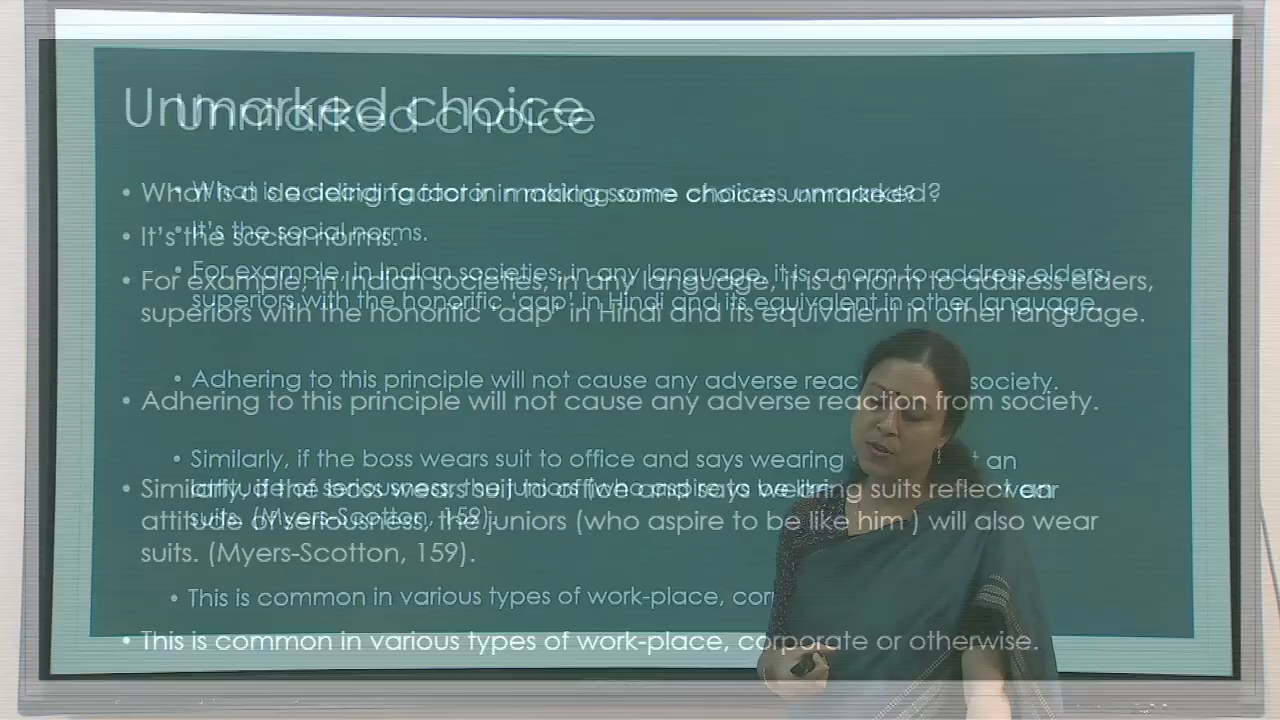 Unmarked choice
• What is a deciding factor in making some choices unmarked?
• It's the social norms.
• For example, in Indian societies, in any language, it is a norm to address elders,
superiors with the honorific 'aap' in Hindi and its equivalent in other language.
• Adhering to this principle will not cause any adverse reaction from society.
• Similarly, if the boss wears suit to office and says wearing suits reflect an
attitude of seriousness, the juniors (who aspire to be like him ) will also wear
suits. (Myers-Scotton, 159).
• This is common in various types of work-place, corporate or otherwise.